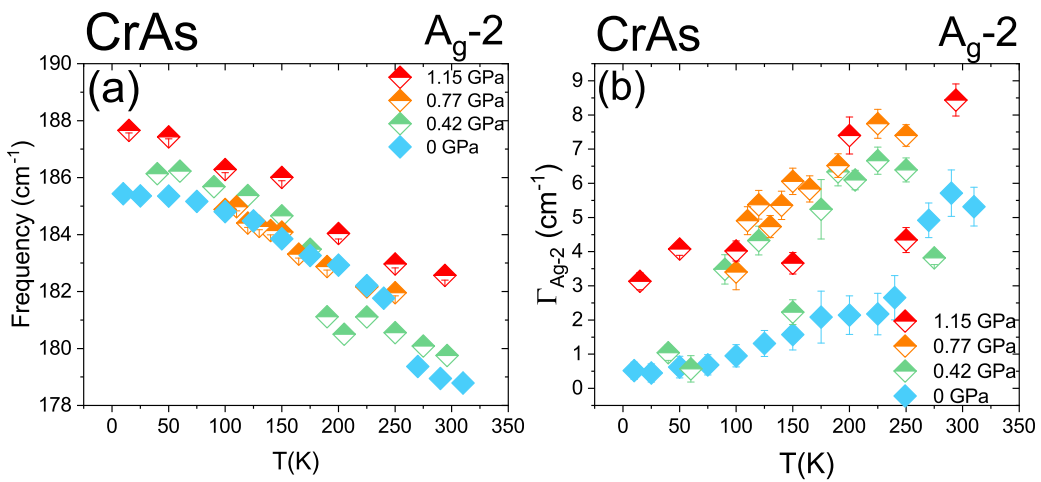 CrAs
Ag-2
(a)
1.15 GPa
0.77 GPa
0.42 GPa
0 GPa
190
188
186
184
182
180
178
Frequency (cm-1)
0
50
100
150
200
250
300
350
T(K)
CrAs
Ag-2
(b)
9
8
7
6
5
4
3
2
1
0
ΓAg-2 (cm-1)
1.15 GPa
0.77 GPa
0.42 GPa
0 GPa
0
50
100
150
200
250
300
350
T(K)